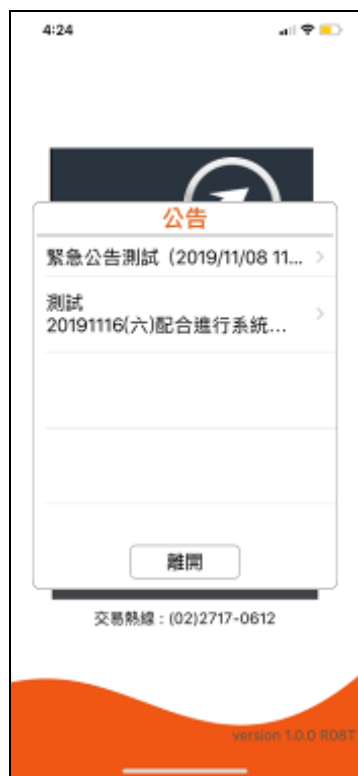 4:24
公告
緊急公告測試（2019/11/08 11...
測試
20191116(六)配合進行系統...
離開
交易熱線 : (02)2717-0612
version 1.0.0 R08T